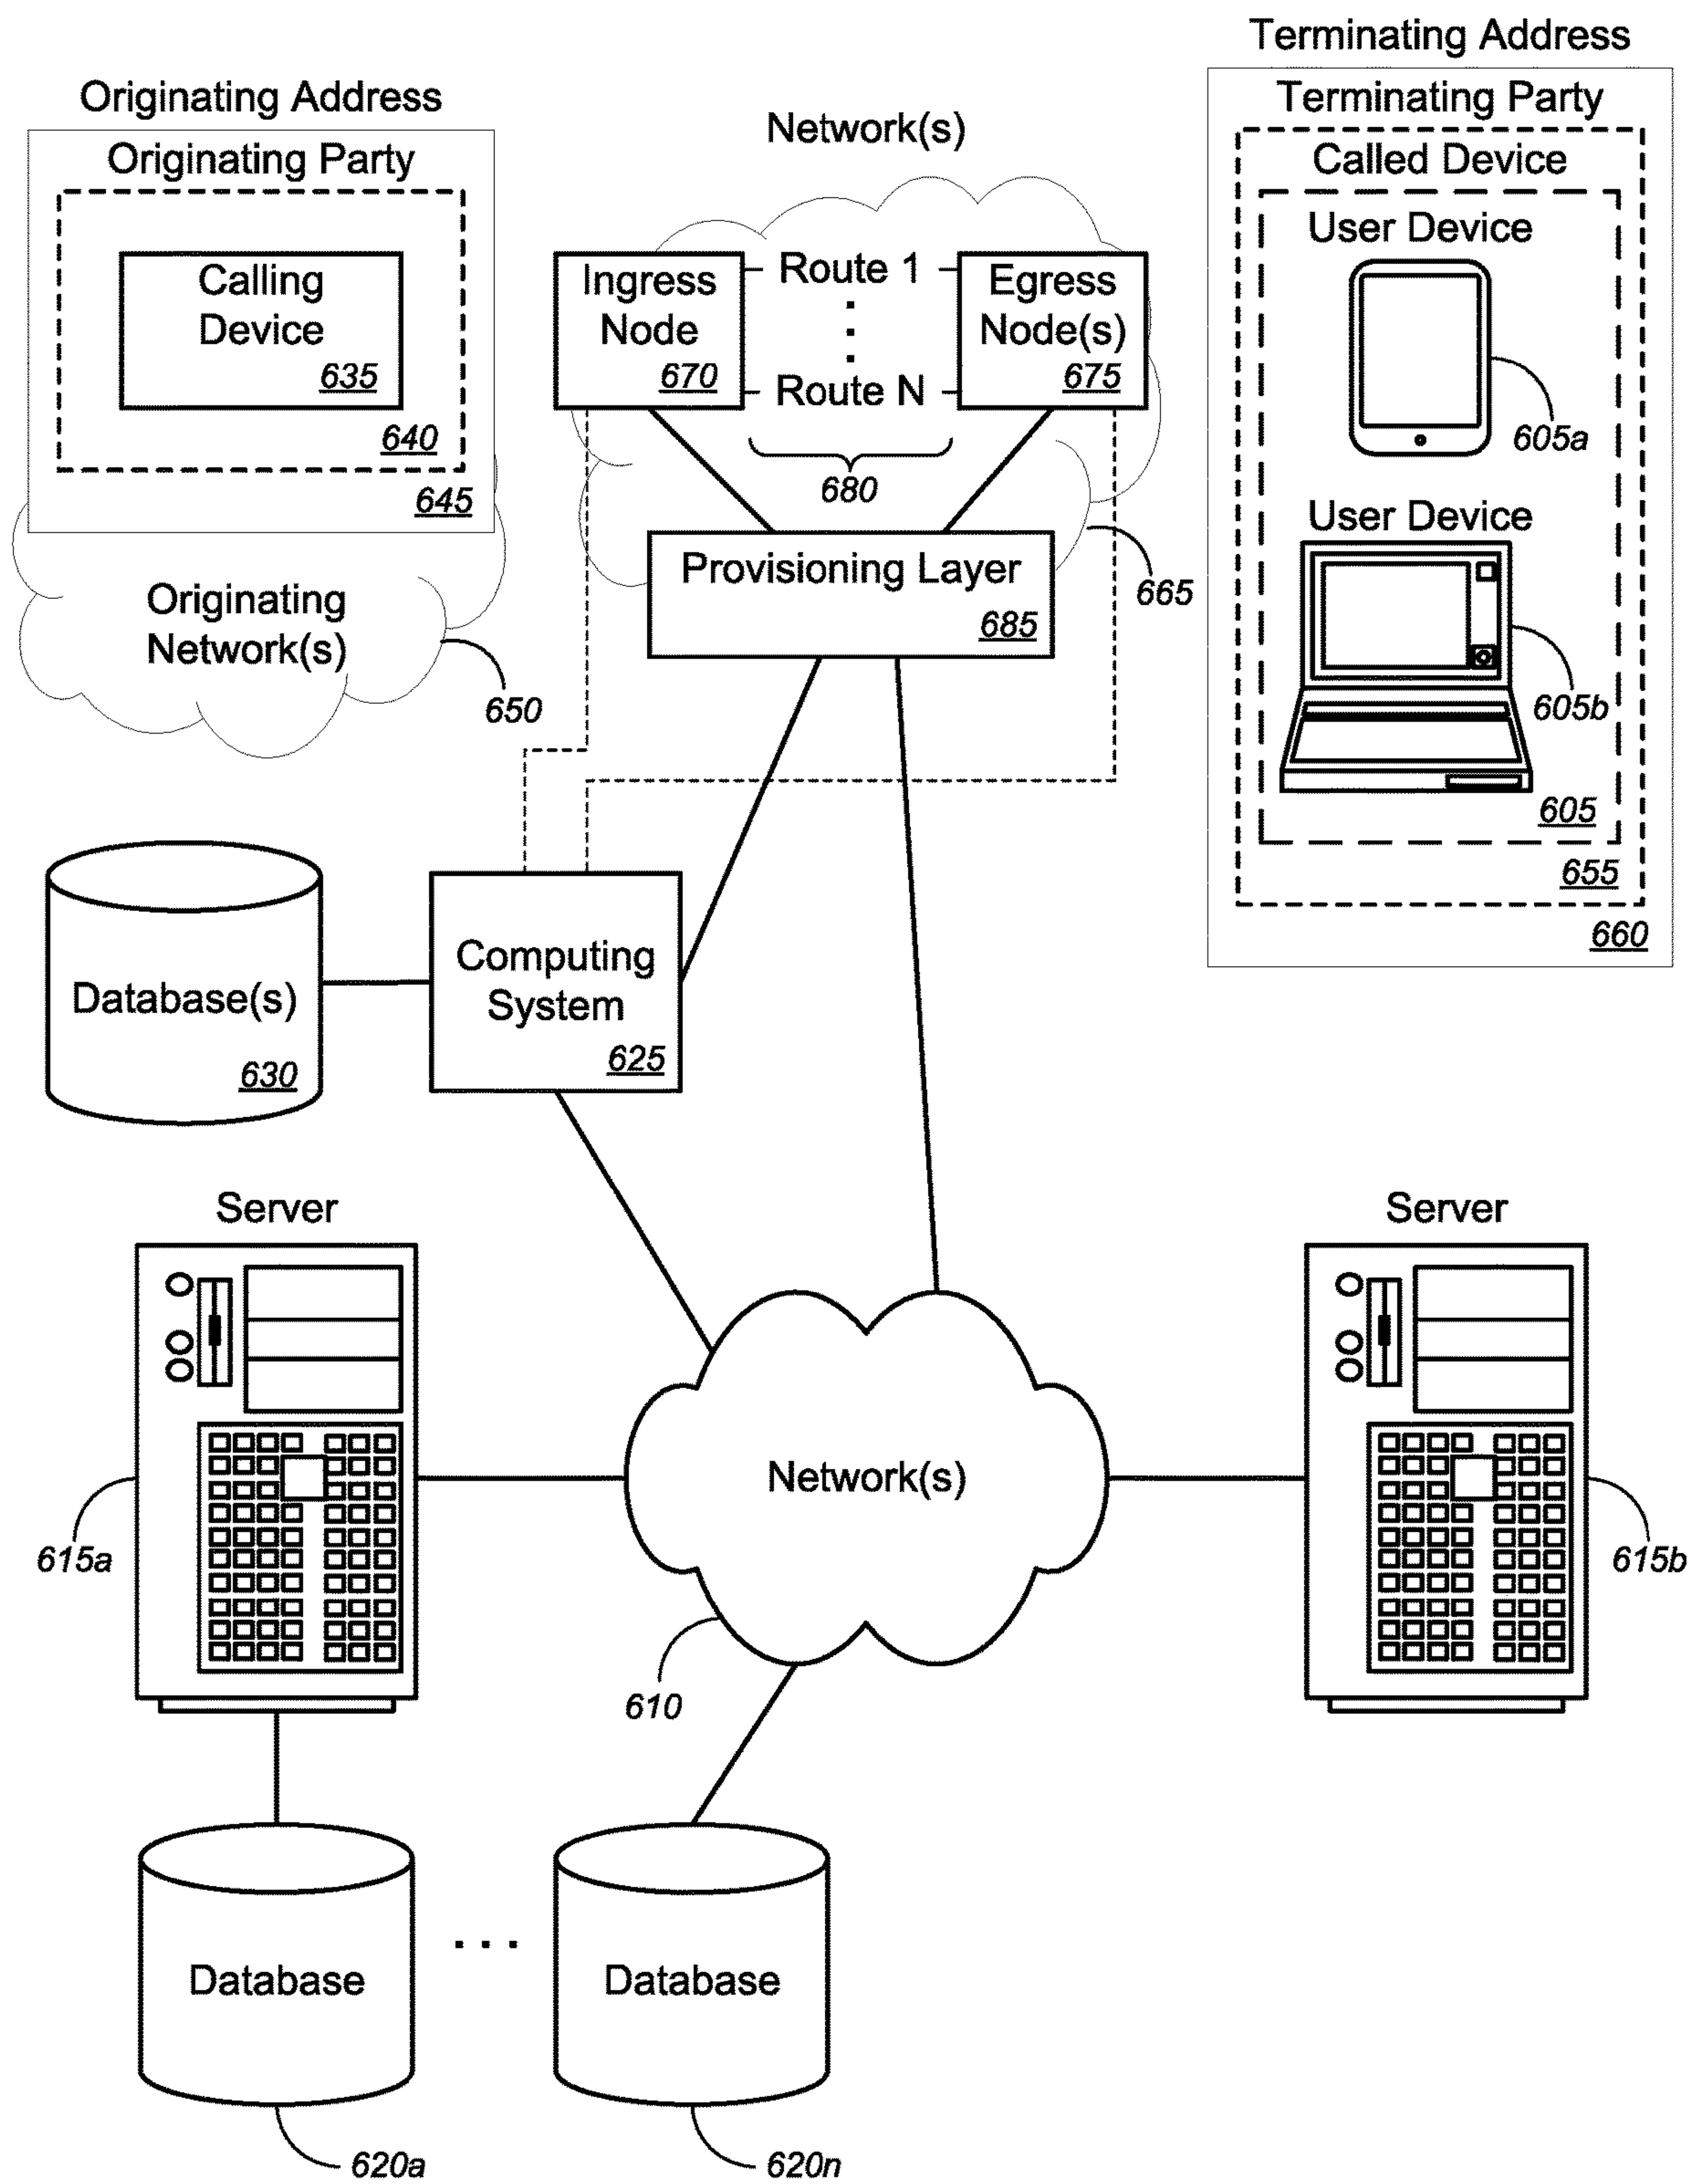 Originating Address
Originating Party
Calling
Device
635
640
645
Originating
Network(s)
650
Network(s)
Ingress
Node
670
Route 1
Route N
Egress
Node(s)
675
680
Provisioning Layer
685
665
Terminating Address
Terminating Party
Called Device
User Device
605a
User Device
605b
605
655
660
Database(s)
630
Computing
System
625
Server
615a
Network(s)
610
Server
615b
Database
620a
. . .
Database
620n